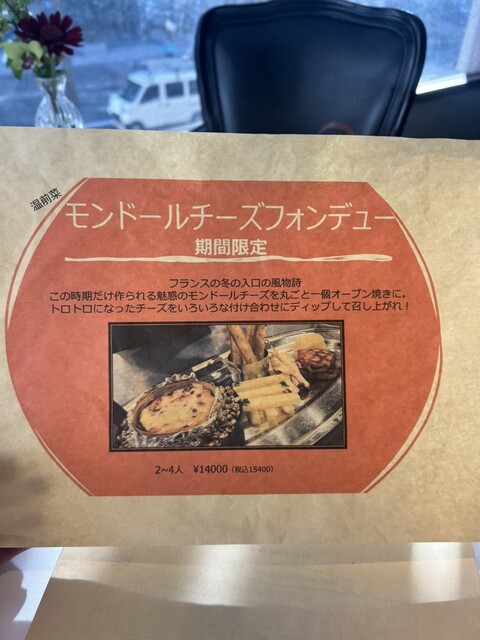 温前菜
モンドールチーズフォンデュー
期間限定
フランスの冬の入口の風物詩
この時期だけ作られる魅惑のモンドールチーズを丸ごと一個オーブン焼きに。
トロトロになったチーズをいろいろな付け合わせにディップして召し上がれ！
2~4人 ¥14000（税込15400）